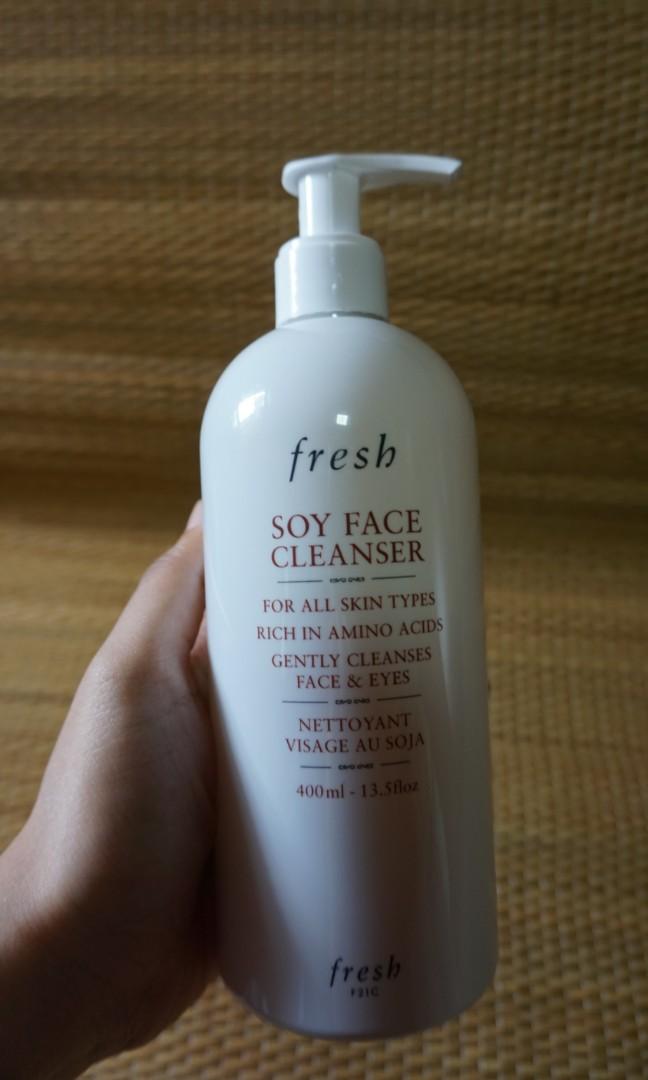 fresh
SOY FACE
CLEANSER
FOR ALL SKIN TYPES
RICH IN AMINO ACIDS
GENTLY CLEANSES
FACE & EYES
NETTOYANT
VISAGE AU SOJA
400ml - 13.5floz
fresh
F21C